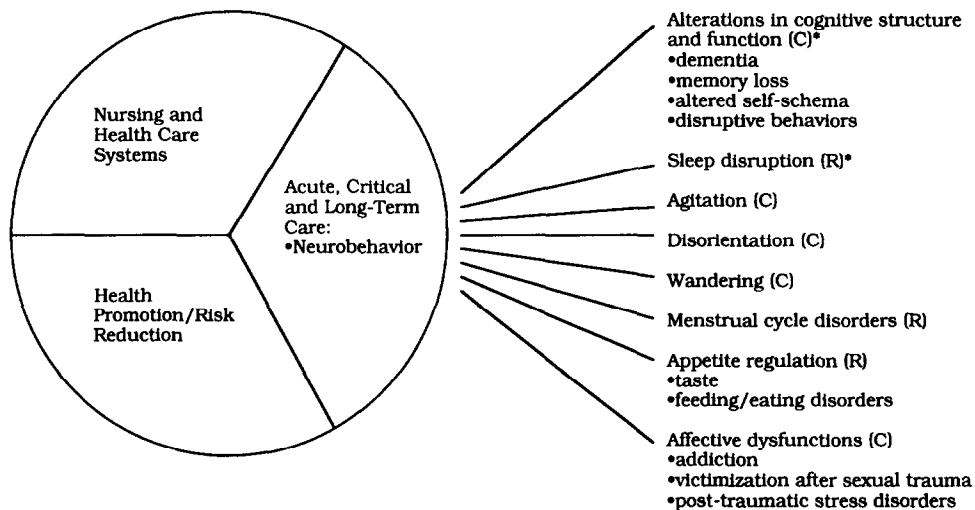 Nursing and
Health Care
Systems
Acute, Critical
and Long-Term
Care:
•Neurobehavior
Health
Promotion/Risk
Reduction
Alterations in cognitive structure
and function (C)*
•dementia
•memory loss
•altered self-schema
•disruptive behaviors
Sleep disruption (R)*
Agitation (C)
Disorientation (C)
Wandering (C)
Menstrual cycle disorders (R)
Appetite regulation (R)
•taste
•feeding/eating disorders
Affective dysfunctions (C)
•addiction
•victimization after sexual trauma
•post-traumatic stress disorders